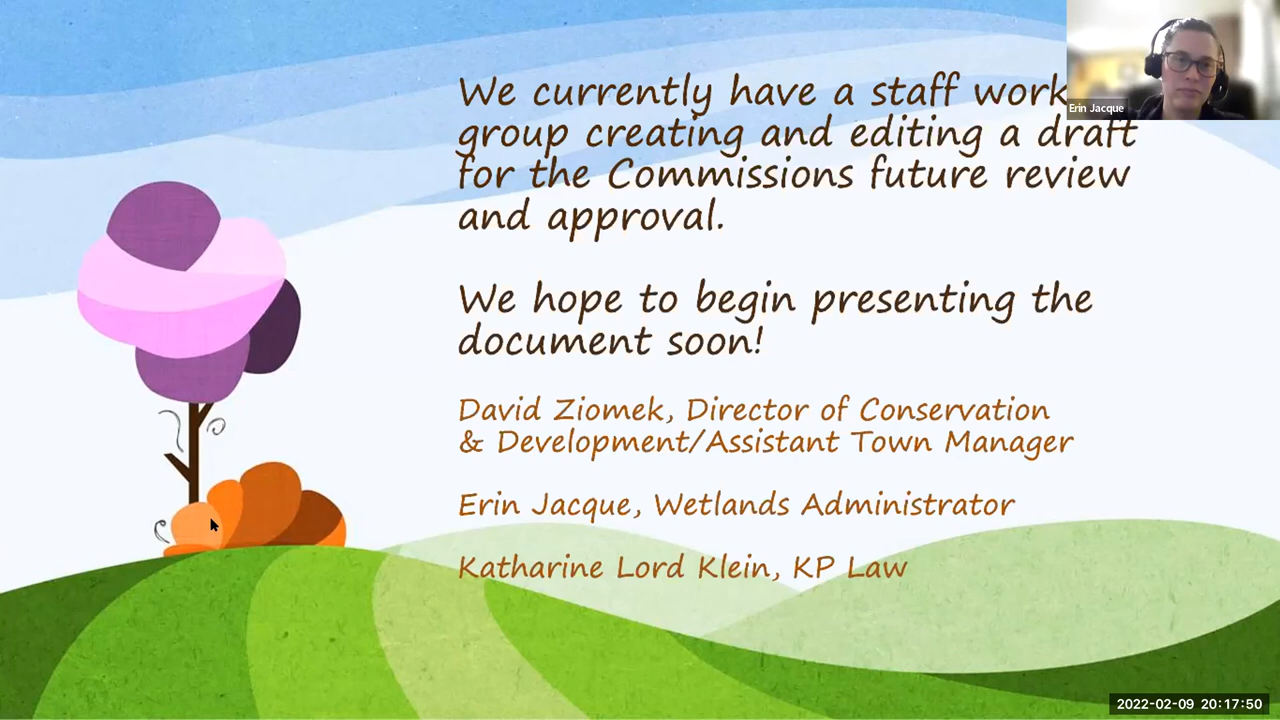 We currently have a staff work
Erin Jacque
group creating and editing a draft
for the Commissions future review
and approval.
We hope to begin presenting the
document soon!
David Ziomek, Director of Conservation
& Development/Assistant Town Manager
Erin Jacque, Wetlands Administrator
Katharine Lord Klein, KP Law
2022-02-09 20:17:50